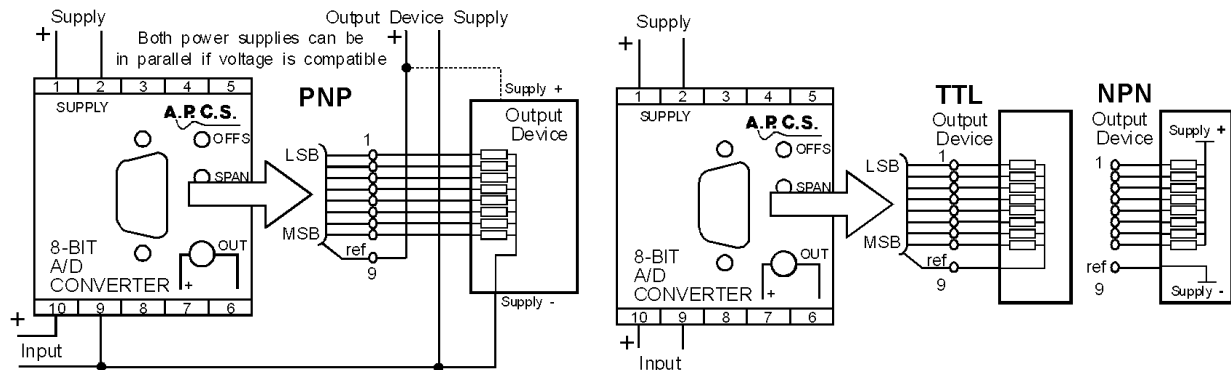 Supply
Output Device Supply
+
+
Both power supplies can be
in parallel if voltage is compatible
1 2 3 4 5
SUPPLY
A.P.C.S.
OFFS
SPAN
OUT
+
8-BIT
A/D
CONVERTER
10 9 8 7 6
+
Input
PNP
1
LSB
MSB
ref
9
Supply +
Output
Device
Supply -
Supply
+
1 2 3 4 5
SUPPLY
A.P.C.S.
OFFS
SPAN
OUT
+
8-BIT
A/D
CONVERTER
10 9 8 7 6
+
Input
TTL
Output
Device
1
LSB
MSB
ref
9
NPN
Output
Device
1
ref
9
Supply +
Supply -